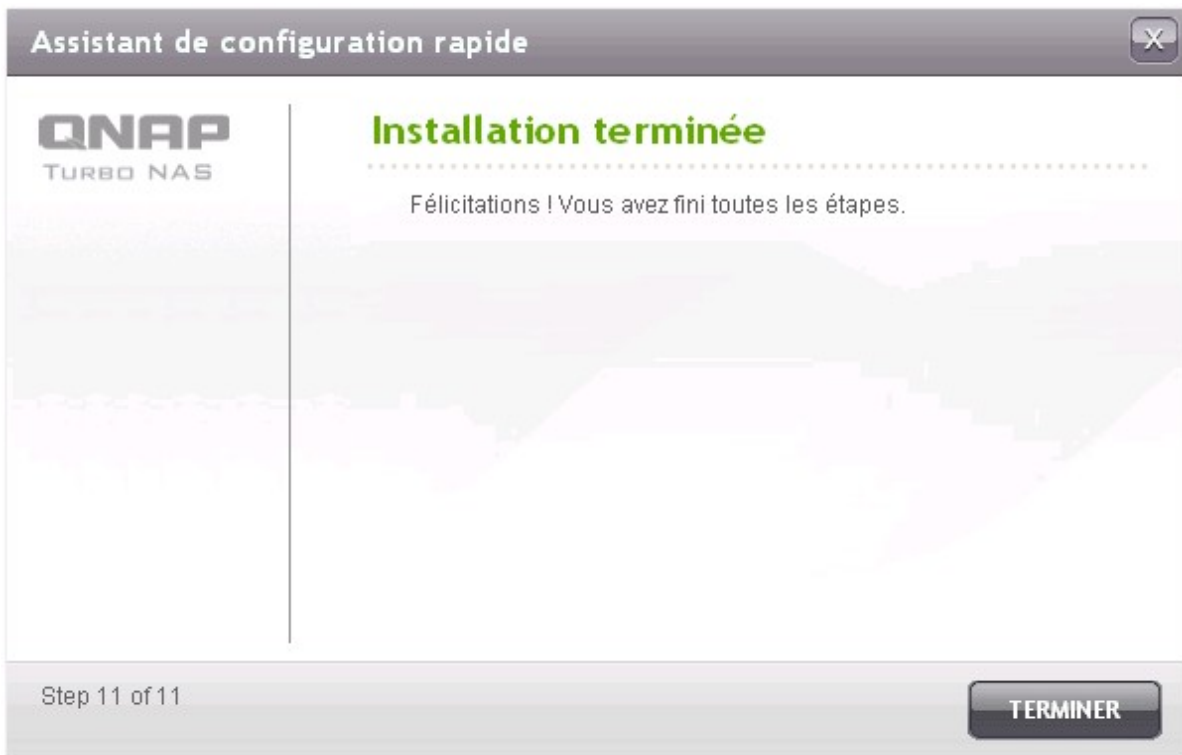 Assistant de configuration rapide
X
QNAP
TURBO NAS
Installation terminée
Félicitations ! Vous avez fini toutes les étapes.
Step 11 of 11
TERMINER